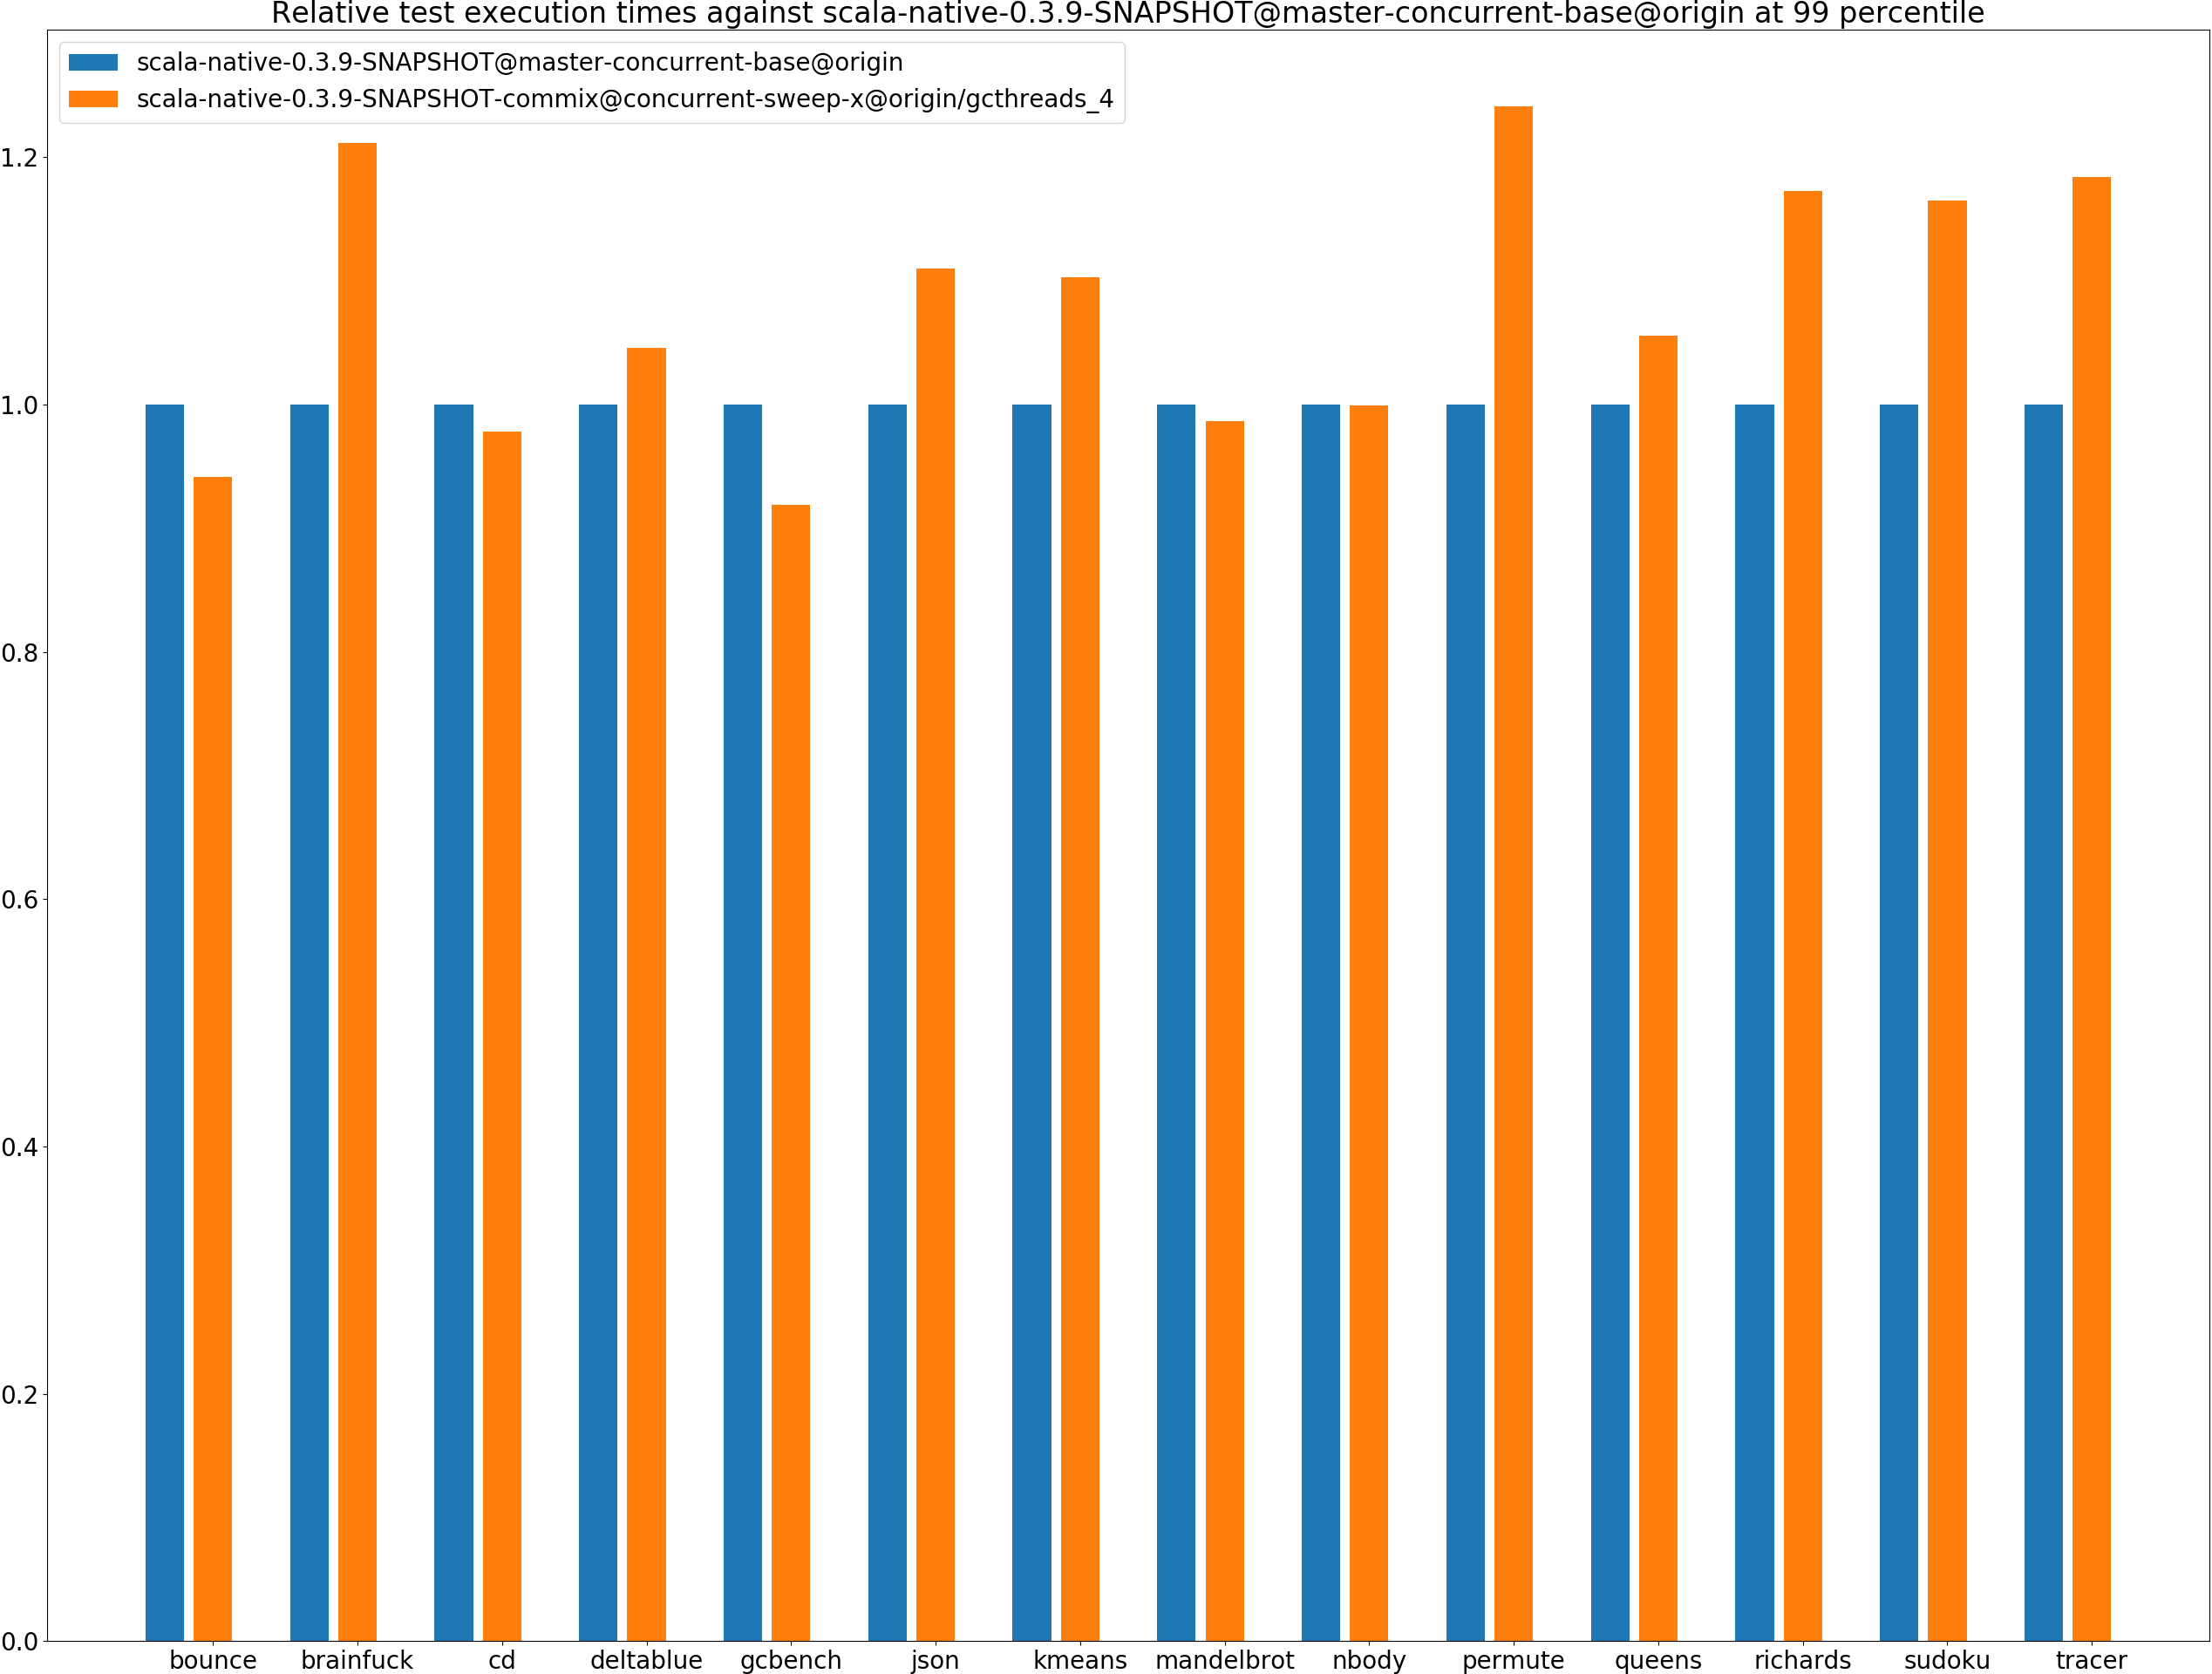 Relative test execution times against scala-native-0.3.9-SNAPSHOT@master-concurrent-base@origin at 99 percentile
scala-native-0.3.9-SNAPSHOT@master-concurrent-base@origin
scala-native-0.3.9-SNAPSHOT-commix@concurrent-sweep-x@origin/gcthreads_4
1.2
1.0
0.8
0.6
0.4
0.2
0.0
bounce brainfuck cd deltablue gcbench json kmeans mandelbrot nbody permute queens richards sudoku tracer